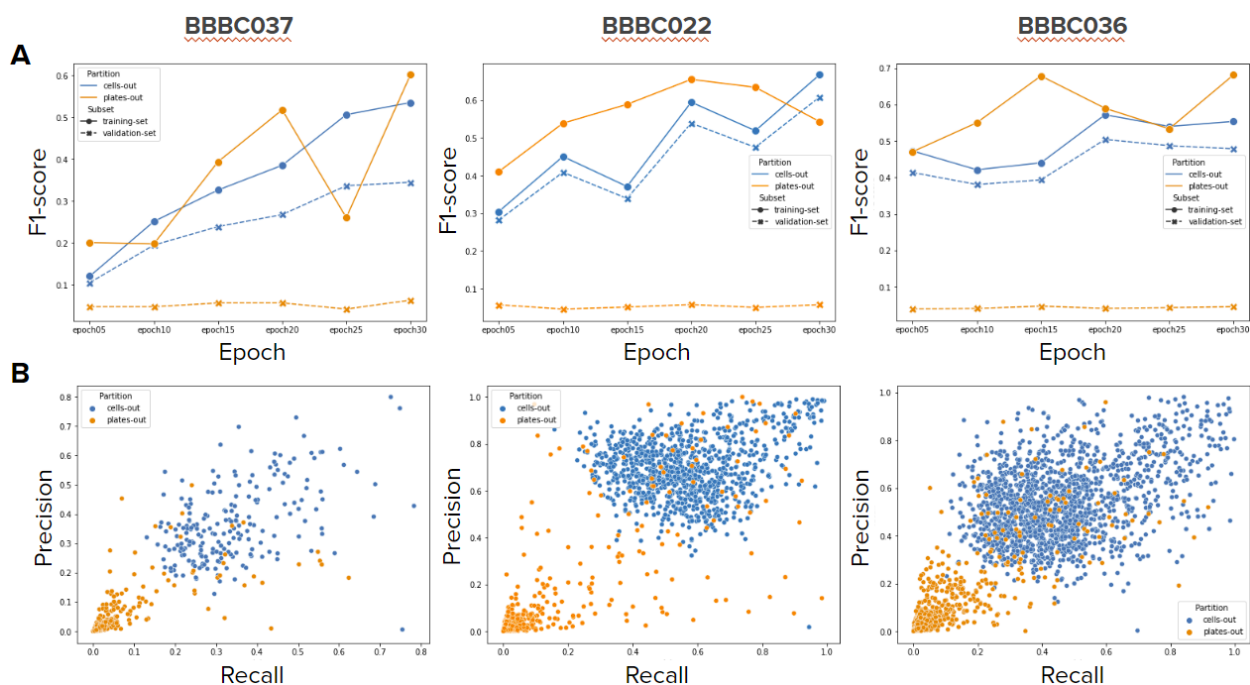 BBBC037 BBBC022 BBBC036
A
F1-score
0.6
0.5
0.4
0.3
0.2
0.1
Partition
cells-out
plates-out
Subset
training-set
validation-set
epoch05 epoch10 epoch15 epoch20 epoch25 epoch30
Epoch
F1-score
0.6
0.5
0.4
0.3
0.2
0.1
Partition
cells-out
plates-out
Subset
training-set
validation-set
epoch05 epoch10 epoch15 epoch20 epoch25 epoch30
Epoch
F1-score
0.7
0.6
0.5
0.4
0.3
0.2
0.1
Partition
cells-out
plates-out
Subset
training-set
validation-set
epoch05 epoch10 epoch15 epoch20 epoch25 epoch30
Epoch
B
Precision
0.8
0.7
0.6
0.5
0.4
0.3
0.2
0.1
0.0
Partition
cells-out
plates-out
0.0 0.1 0.2 0.3 0.4 0.5 0.6 0.7 0.8
Recall
Precision
1.0
0.8
0.6
0.4
0.2
0.0
Partition
cells-out
plates-out
0.0 0.2 0.4 0.6 0.8 1.0
Recall
Precision
1.0
0.8
0.6
0.4
0.2
0.0
Partition
cells-out
plates-out
0.0 0.2 0.4 0.6 0.8 1.0
Recall